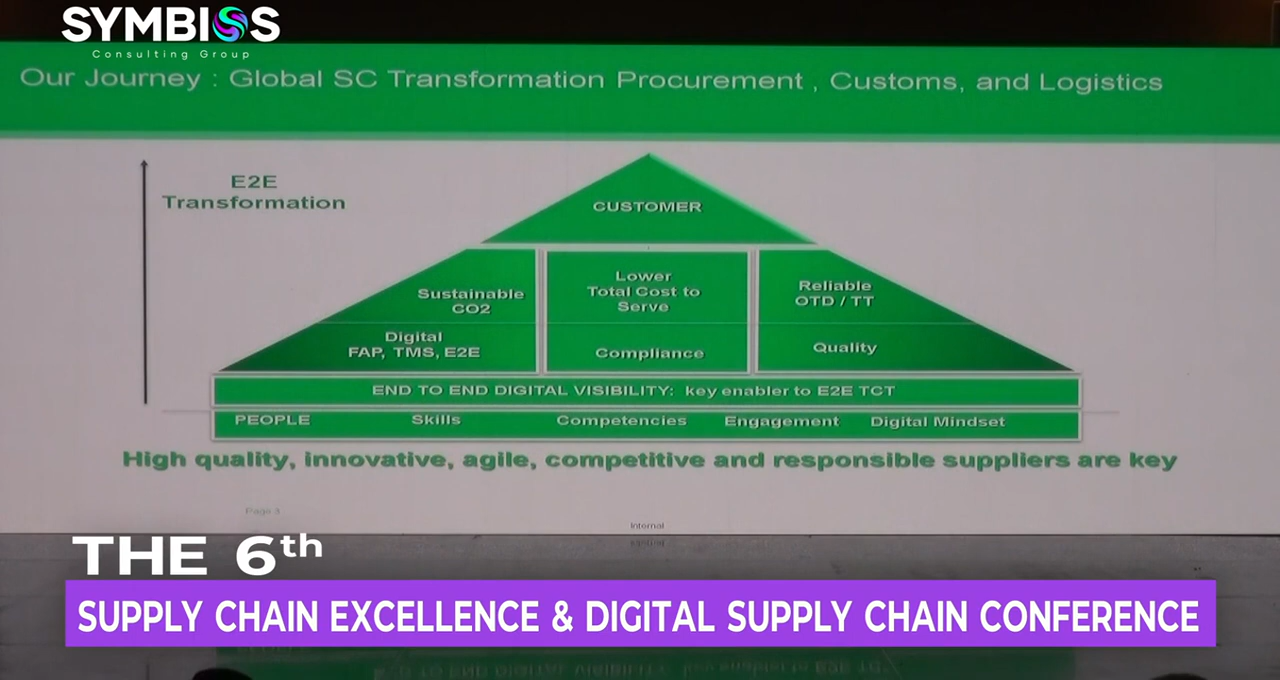 SYMBIOS
Consulting Group
Our Journey : Global SC Transformation Procurement , Customs, and Logistics
E2E
Transformation
CUSTOMER
Sustainable
CO2
Lower
Total Cost to
Serve
Reliable
OTD / TT
Digital
FAP, TMS, E2E
Compliance
Quality
END TO END DIGITAL VISIBILITY: key enabler to E2E TCT
PEOPLE Skills Competencies Engagement Digital Mindset
High quality, innovative, agile, competitive and responsible suppliers are key
Page 3
Internal
THE 6th
SUPPLY CHAIN EXCELLENCE & DIGITAL SUPPLY CHAIN CONFERENCE